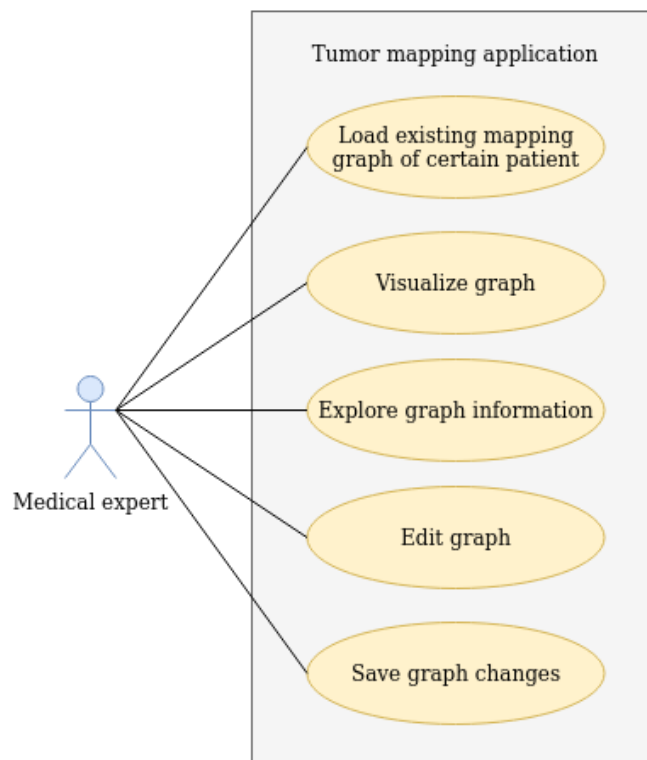 Tumor mapping application
Load existing mapping
graph of certain patient
Visualize graph
Explore graph information
Edit graph
Save graph changes
Medical expert